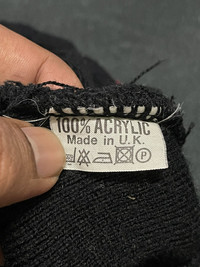 100% ACRYLIC
Made in U.K.
P